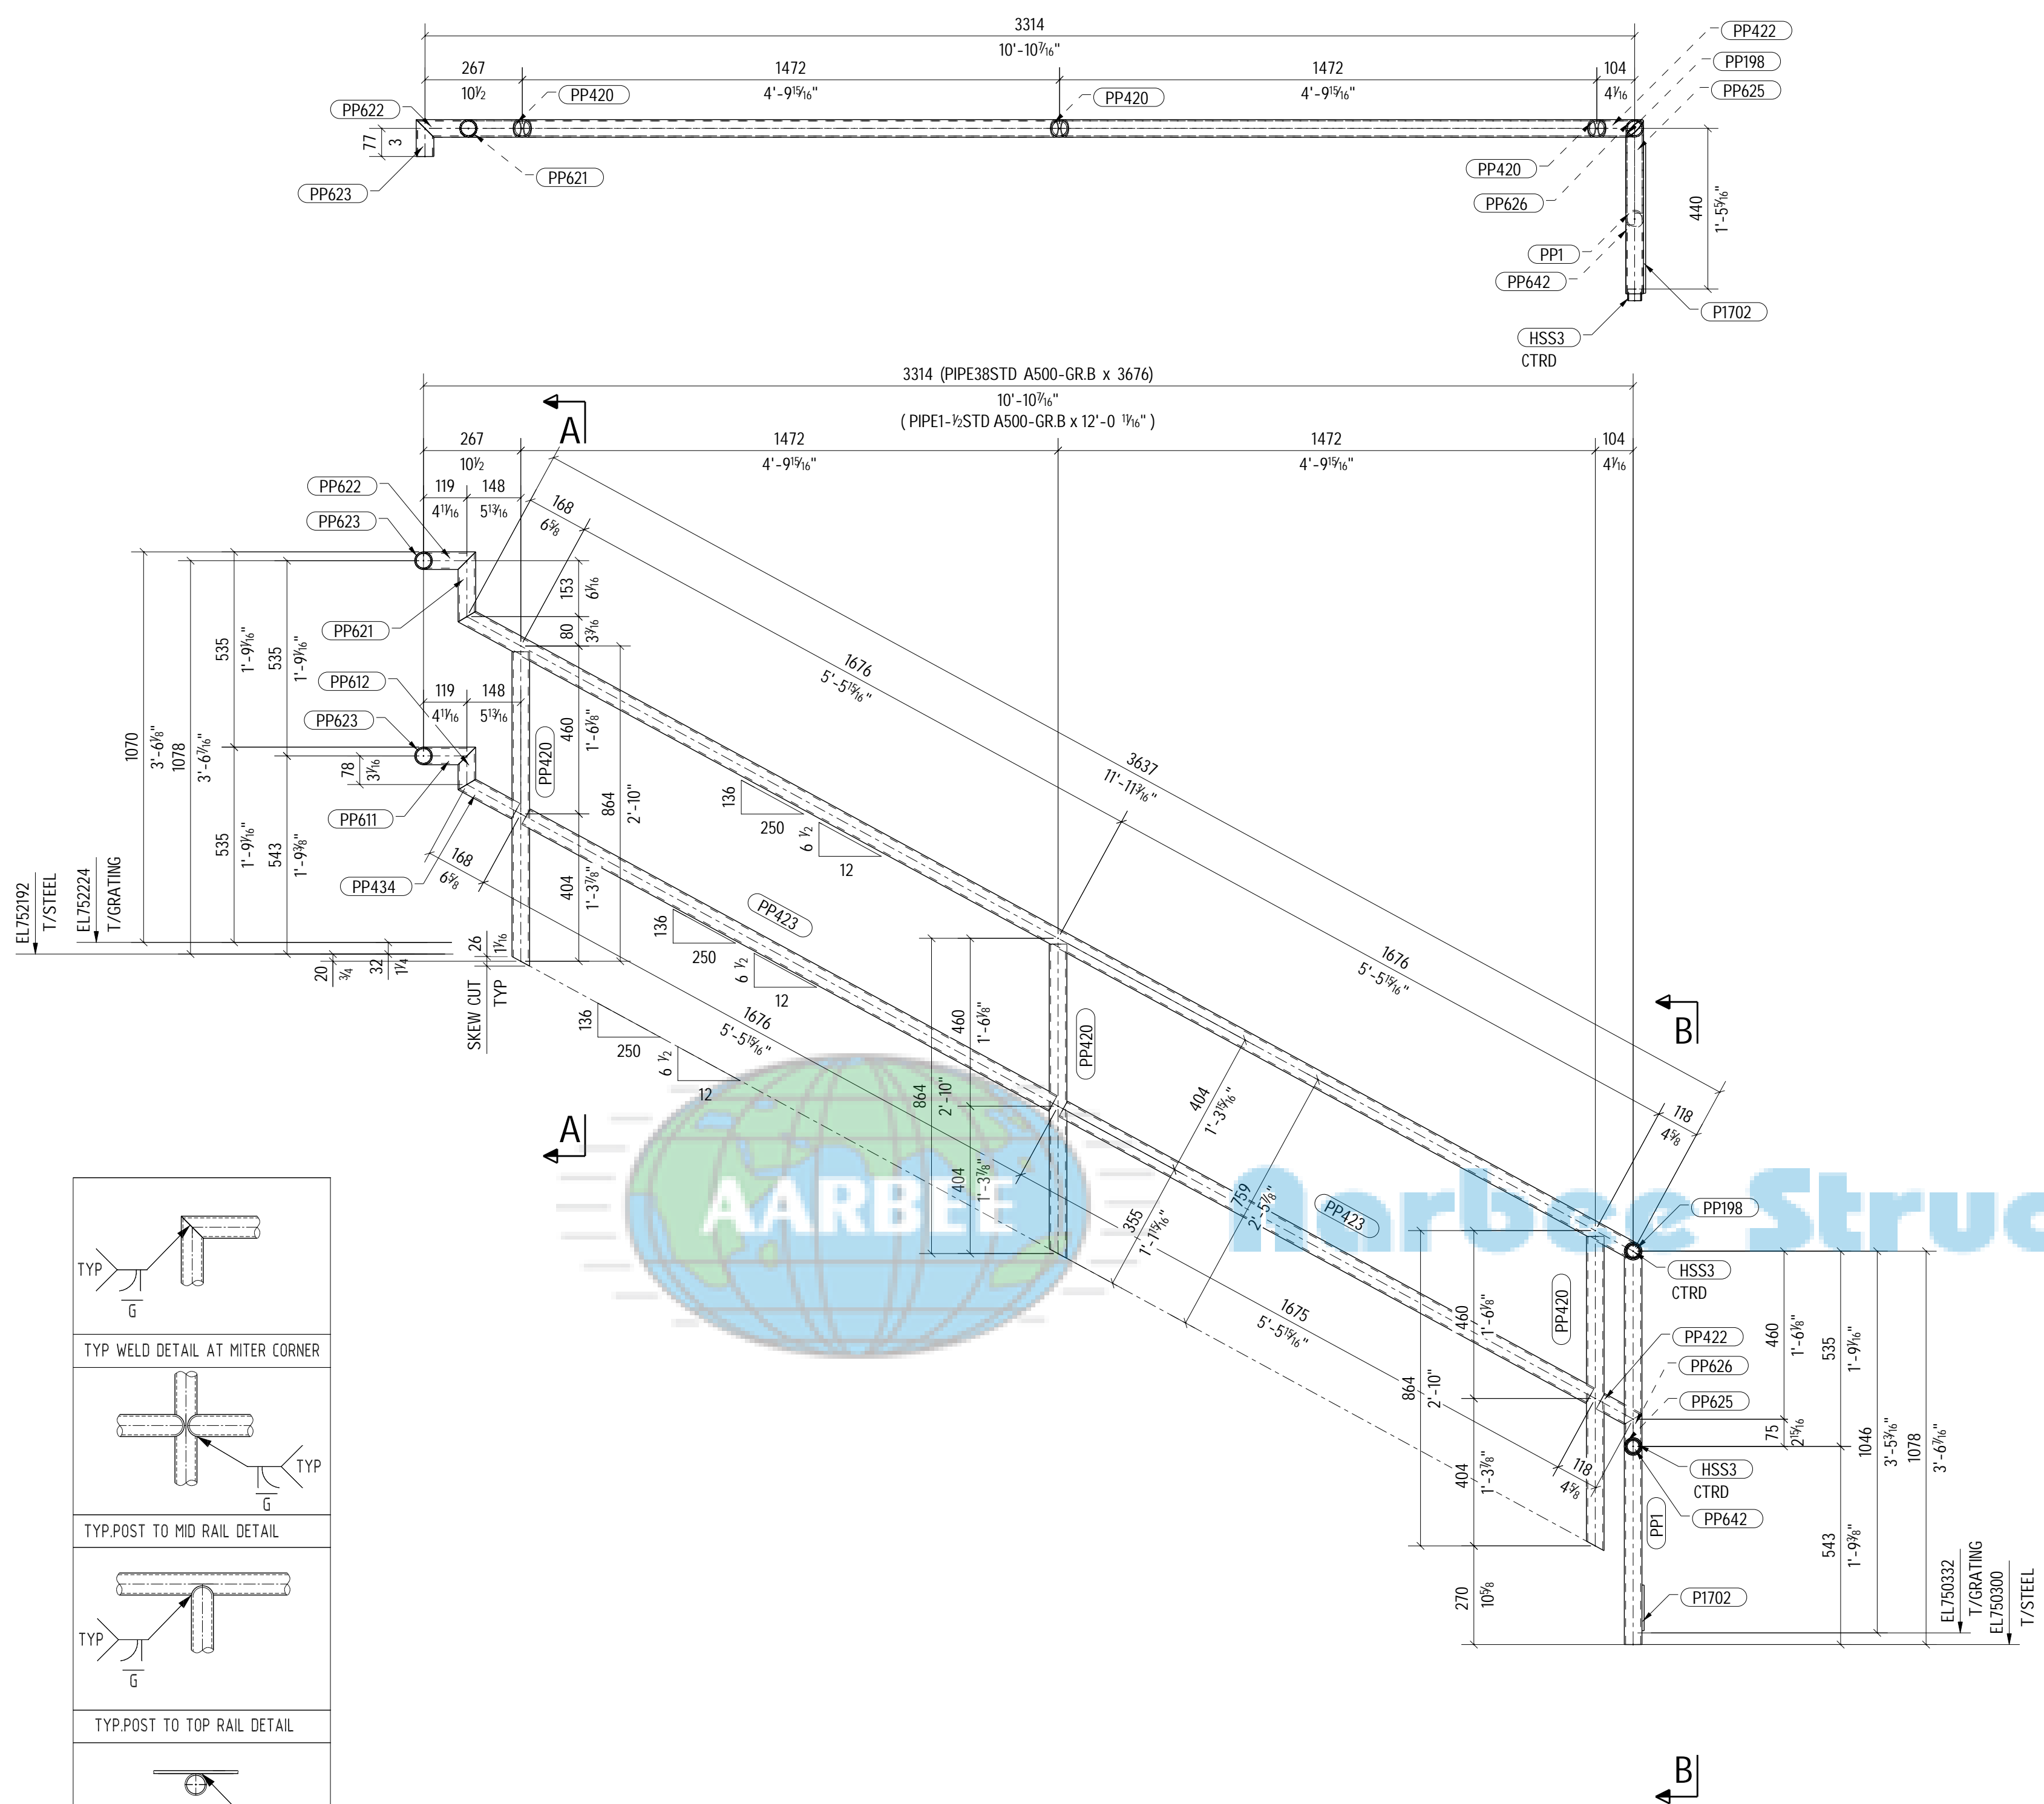 3314
10'-10 7/16"
267
1472
1472
104
10 1/2
4'-9 15/16"
4'-9 15/16"
4 1/16
PP422
PP198
PP625
PP622
PP420
PP420
77
3
PP623
PP621
PP420
PP626
440
1'-5 5/16"
PP1
PP642
P1702
HSS3
CTRD
3314 (PIPE38STD A500-GR.B x 3676)
10'-10 7/16"
( PIPE1-1/2STD A500-GR.B x 12'-0 11/16" )
A
267
1472
1472
104
10 1/2
4'-9 15/16"
4'-9 15/16"
4 1/16
PP622
119
148
4 11/16
5 13/16
168
6 5/8
PP623
153
6 1/16
PP621
80
3 3/16
535
1'-9 1/16"
535
1'-9 1/16"
1676
5'-5 15/16"
PP612
119
148
4 11/16
5 13/16
PP623
PP420
460
1'-6 1/8"
1070
3'-6 1/8"
1078
3'-6 7/16"
78
3 1/16
3637
11'-11 3/16"
136
250
6 1/2
12
864
2'-10"
PP611
535
1'-9 1/16"
543
1'-9 3/8"
168
6 5/8
PP434
404
1'-3 7/8"
PP423
EL752192
T/STEEL
EL752224
T/GRATING
136
250
6 1/2
12
26
1 1/16
20
3/4
32
1 1/4
SKEW CUT
TYP
1676
5'-5 15/16"
1676
5'-5 15/16"
136
250
6 1/2
12
460
1'-6 1/8"
PP420
864
2'-10"
B
A
404
1'-3 15/16"
118
4 5/8
AARBEE
Aarbee Struc
404
1'-3 7/8"
759
2'-5 7/8"
355
1'-1 15/16"
PP423
PP198
HSS3
CTRD
1675
5'-5 15/16"
PP420
460
1'-6 1/8"
PP422
PP626
PP625
460
1'-6 1/8"
535
1'-9 1/16"
75
2 15/16
864
2'-10"
1046
3'-5 3/16"
1078
3'-6 7/16"
118
4 5/8
HSS3
CTRD
PP642
404
1'-3 7/8"
PP1
543
1'-9 3/8"
270
10 5/8
P1702
EL750332
T/GRATING
EL750300
T/STEEL
B
TYP
G
TYP WELD DETAIL AT MITER CORNER
TYP
G
TYP.POST TO MID RAIL DETAIL
TYP
G
TYP.POST TO TOP RAIL DETAIL